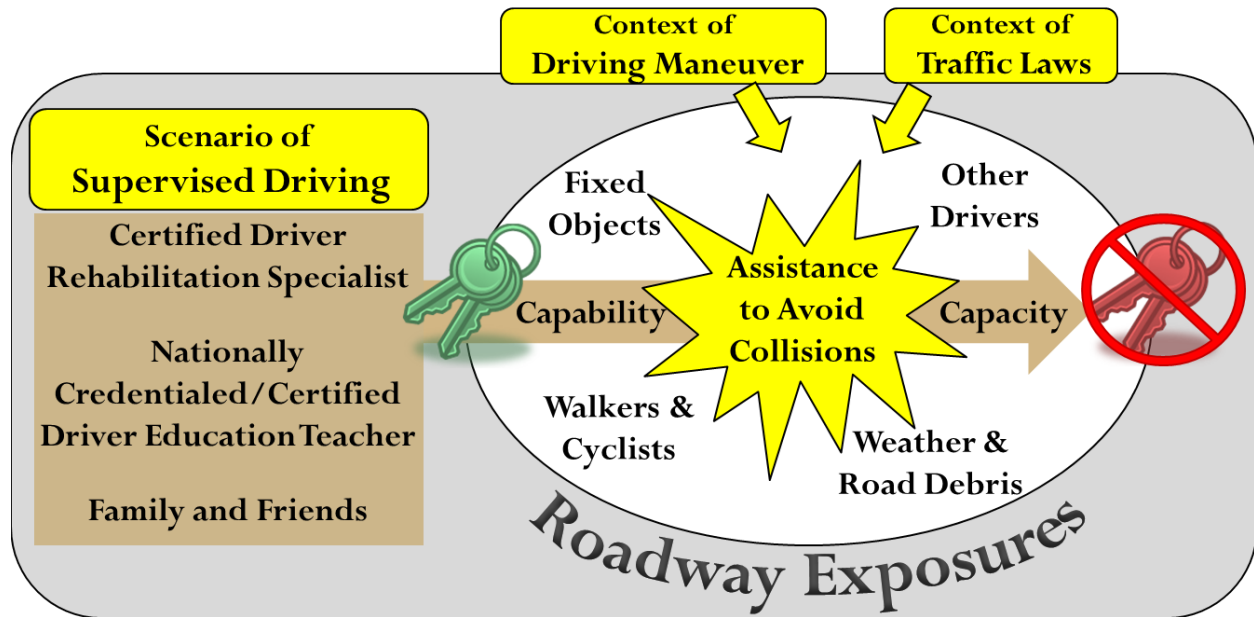 Context of
Driving Maneuver
Context of
Traffic Laws
Scenario of
Supervised Driving
Certified Driver
Rehabilitation Specialist
Nationally
Credentialed/Certified
Driver Education Teacher
Family and Friends
Fixed
Objects
Other
Drivers
Capability
Assistance
to Avoid
Collisions
Capacity
Walkers &
Cyclists
Weather &
Road Debris
Roadway Exposures